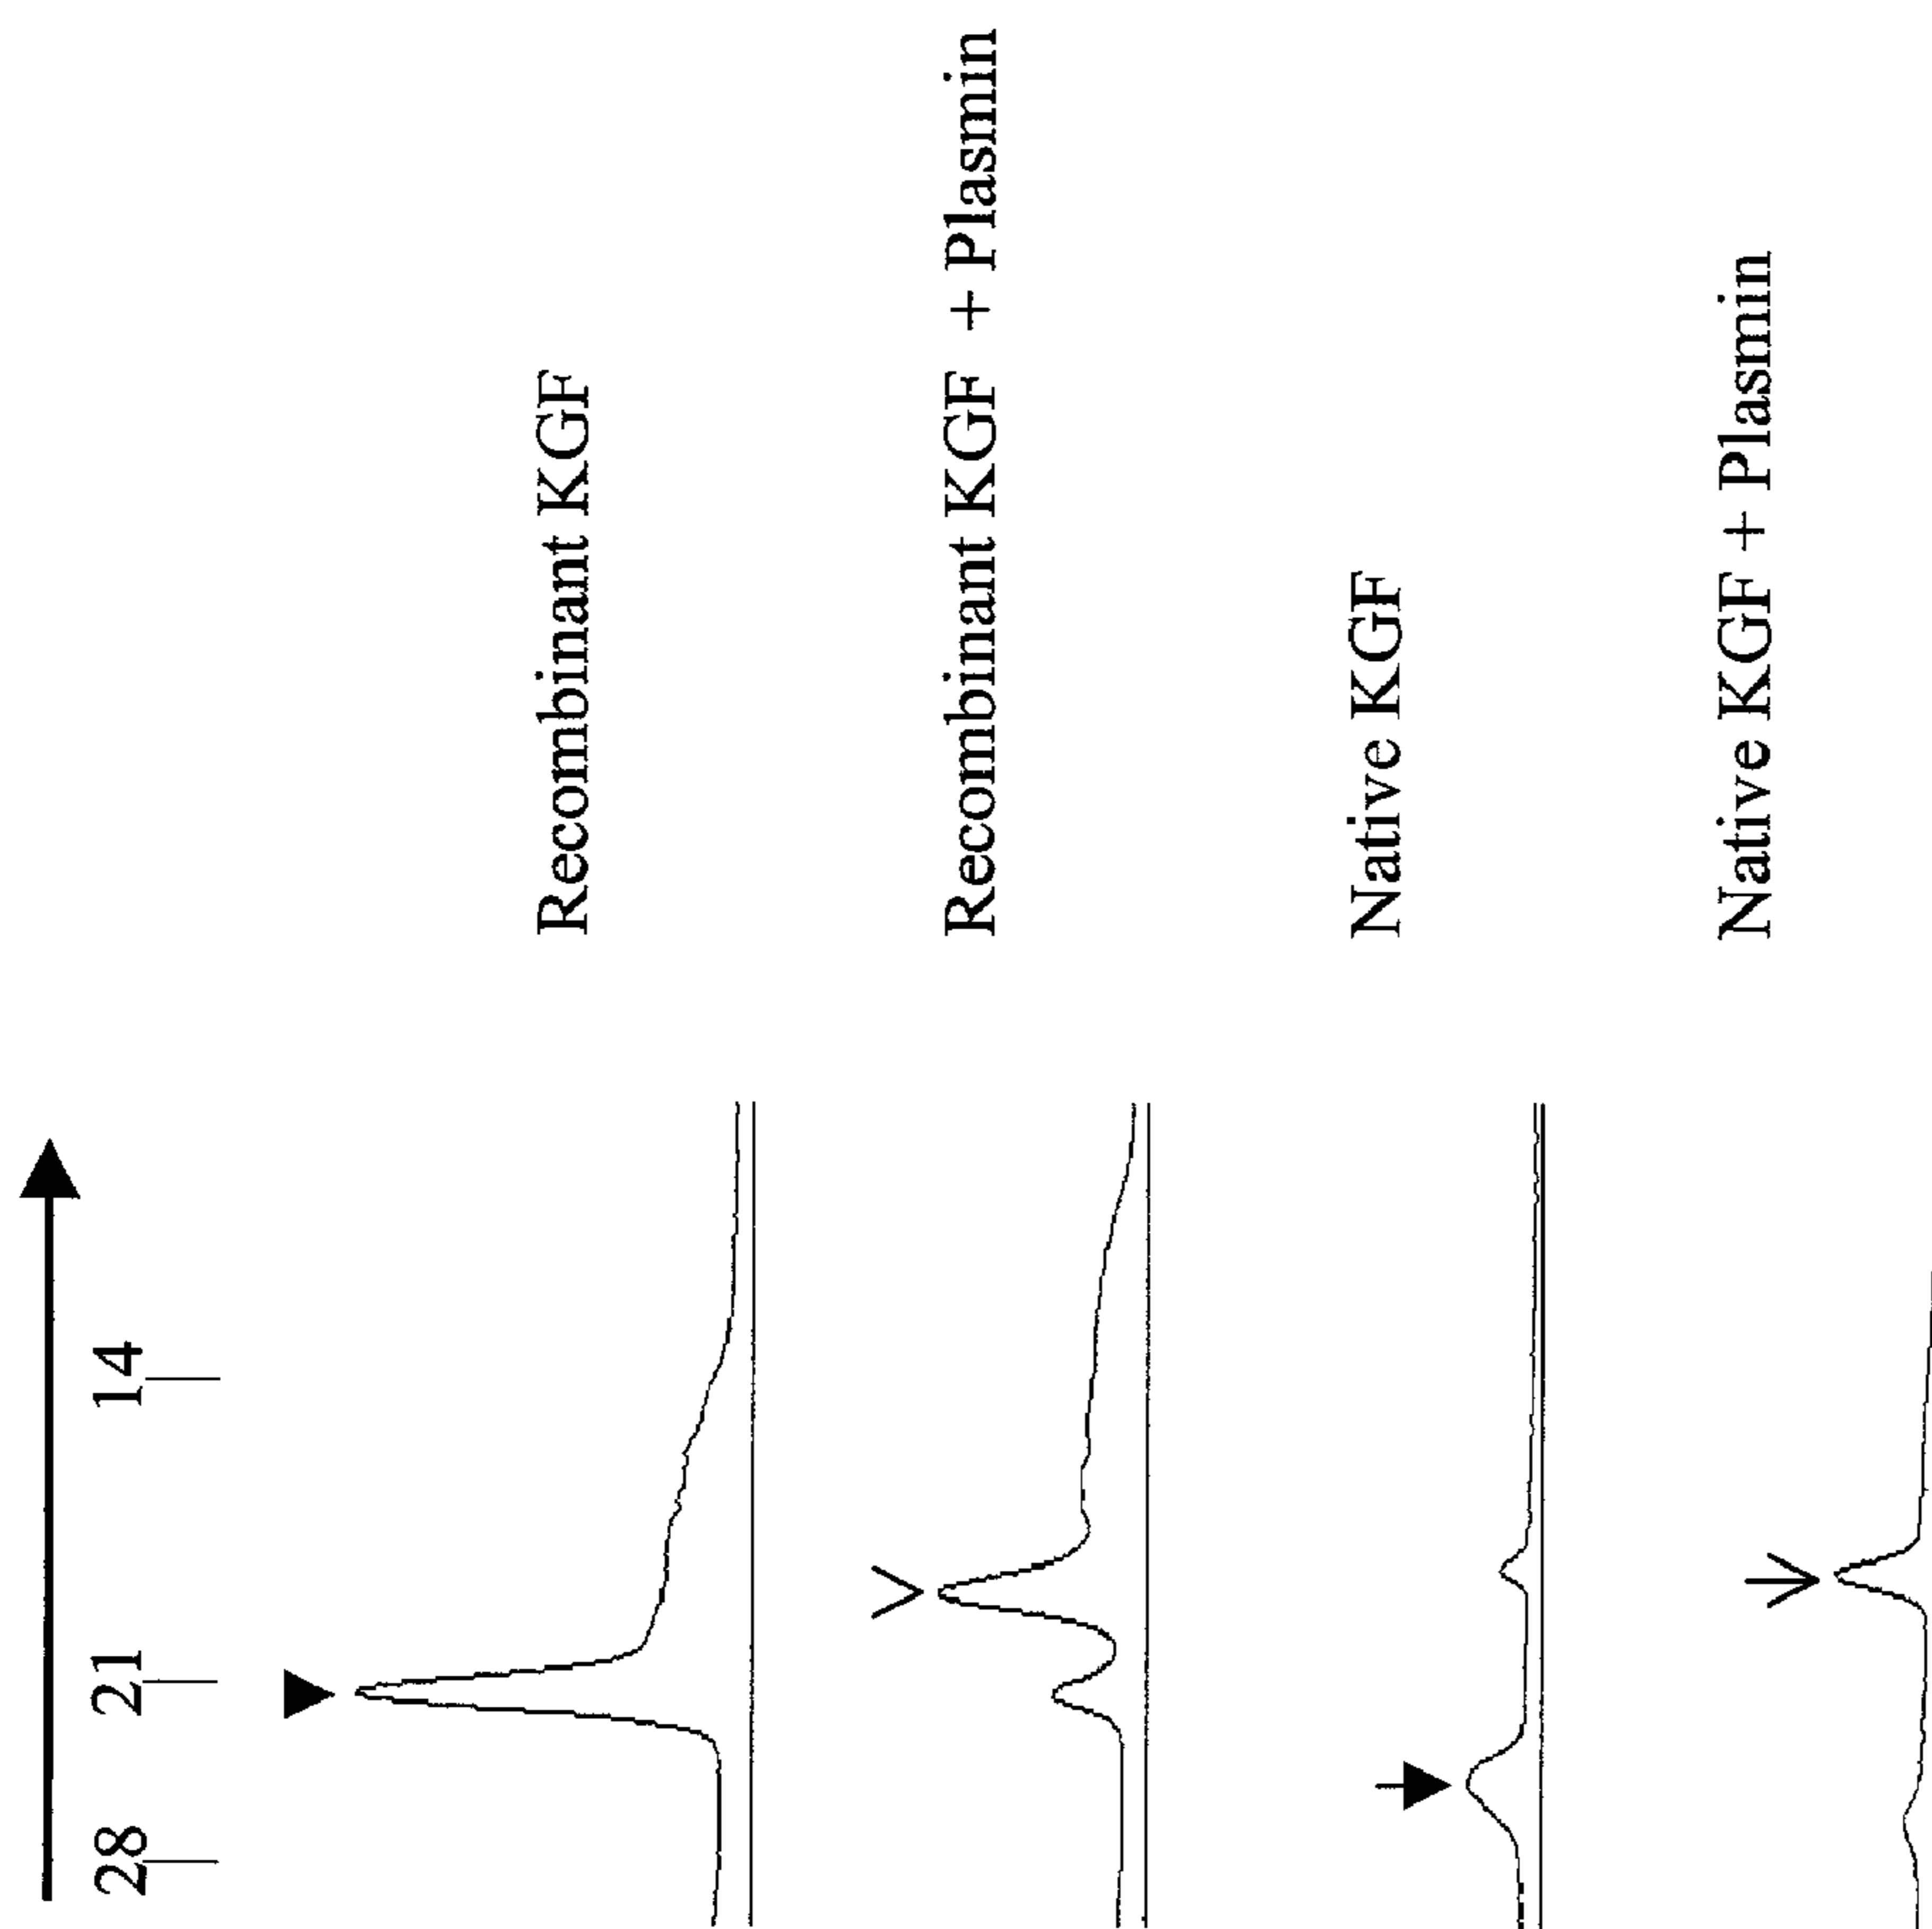 28 21 14
Recombinant KGF
Recombinant KGF + Plasmin
Native KGF
Native KGF + Plasmin